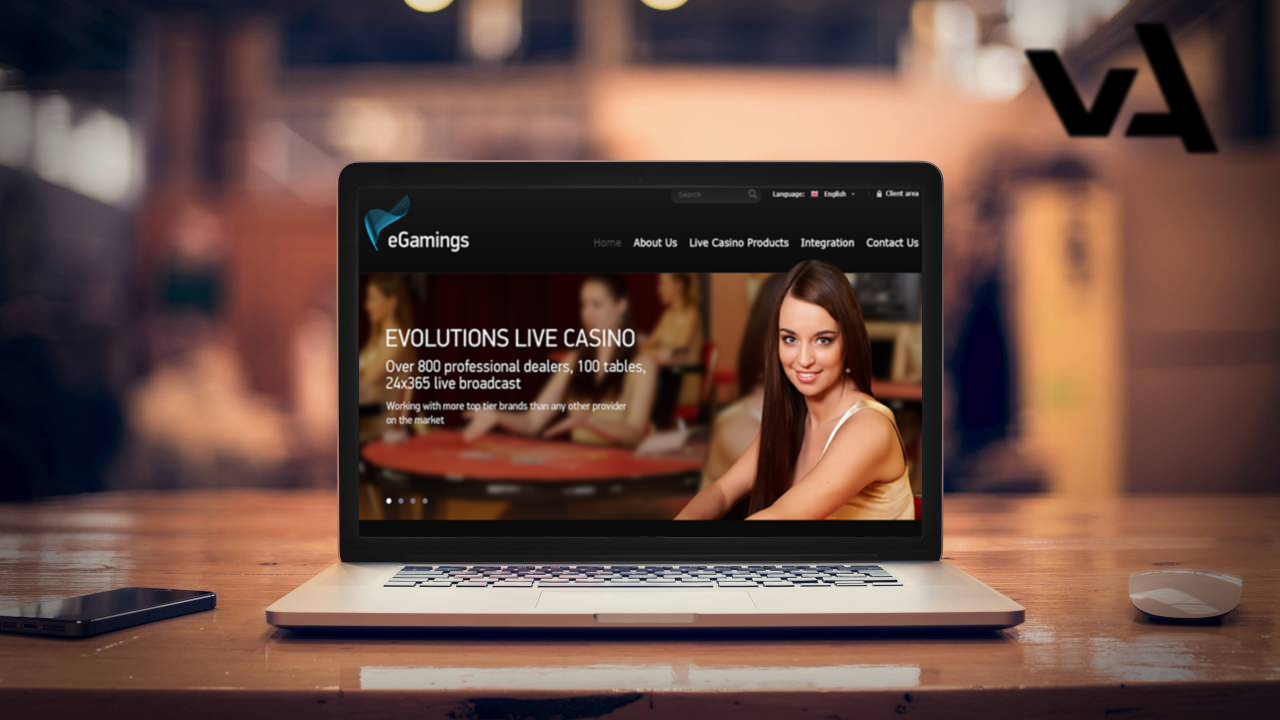 VA
Search
Language: English
Client area
eGamings
Home About Us Live Casino Products Integration Contact Us
EVOLUTIONS LIVE CASINO
Over 800 professional dealers, 100 tables,
24x365 live broadcast
Working with more top tier brands than any other provider
on the market